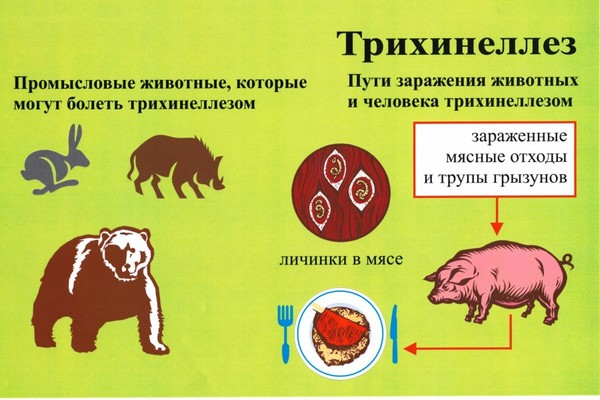 Трихинеллез
Промысловые животные, которые
могут болеть трихинеллезом
Пути заражения животных
и человека трихинеллезом
зараженные
мясные отходы
и трупы грызунов
личинки в мясе